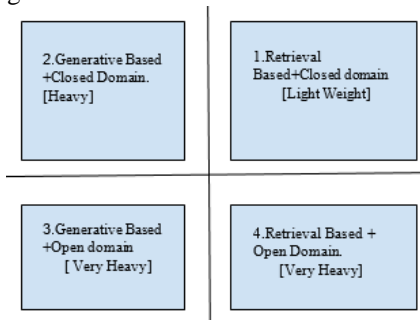 2.Generative Based
+Closed Domain.
[Heavy]
1.Retrieval
Based+Closed domain
[Light Weight]
3.Generative Based
+Open domain
[ Very Heavy]
4.Retrieval Based +
Open Domain.
[Very Heavy]